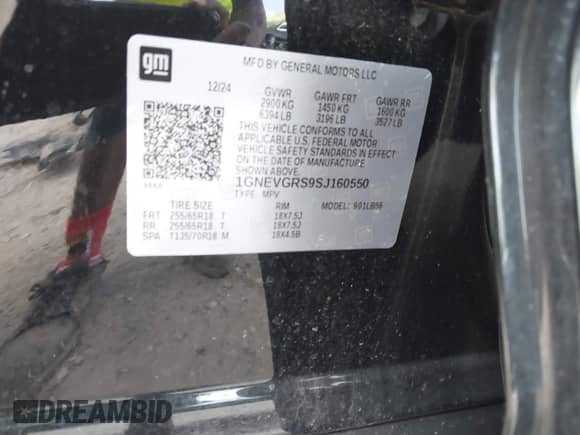 gm
MFD BY GENERAL MOTORS LLC
12/24
GVWR GAWR FRT GAWR RR
2900 KG 1450 KG 1600 KG
6394 LB 3196 LB 3527 LB
THIS VEHICLE CONFORMS TO ALL
APPLICABLE U.S. FEDERAL MOTOR
VEHICLE SAFETY STANDARDS IN EFFECT
ON THE DATE OF MANUFACTURE SHOWN ABOVE.
1GNEVGRS9SJ160550
TYPE: MPV
TIRE SIZE RIM MODEL:
FRT 255/65R18 T 18X7.5J
RR 255/65R18 T 18X7.5J
SPA T135/70R18 M 18X4.5B
DREAMBID